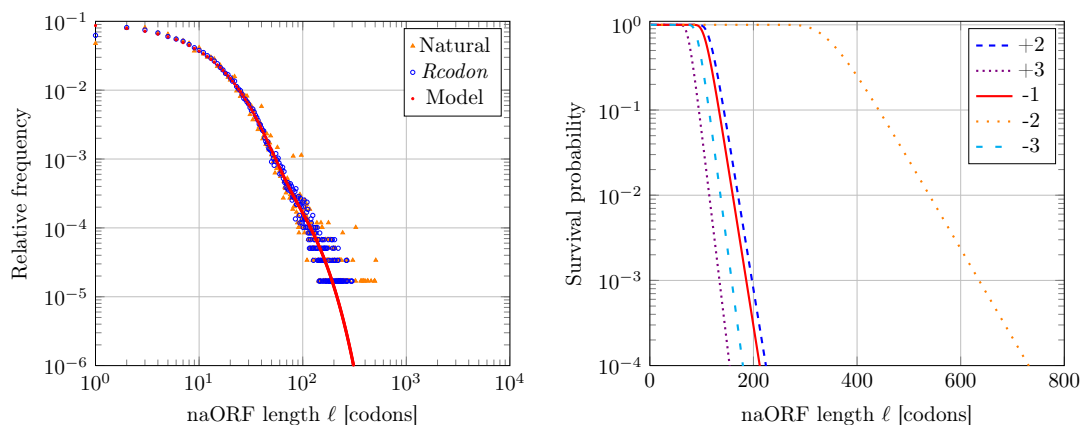 10^{-1}
10^{-2}
10^{-3}
10^{-4}
10^{-5}
10^{-6}
Relative frequency
Natural
Rcodon
Model
10^0 10^1 10^2 10^3 10^4
naORF length ℓ [codons]
10^0
10^{-1}
10^{-2}
10^{-3}
10^{-4}
Survival probability
+2
+3
-1
-2
-3
0 200 400 600 800
naORF length ℓ [codons]